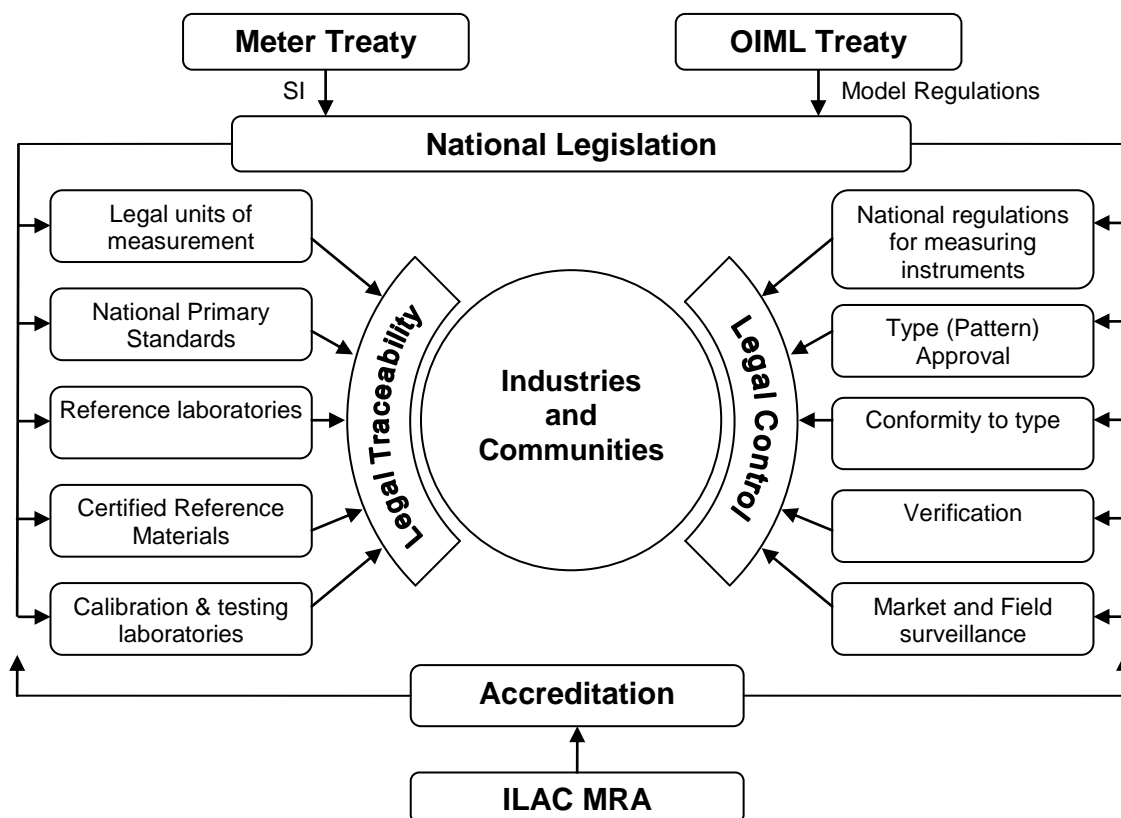 Meter Treaty
OIML Treaty
SI
Model Regulations
National Legislation
Legal units of
measurement
National Primary
Standards
Reference laboratories
Certified Reference
Materials
Calibration & testing
laboratories
Legal Traceability
Industries
and
Communities
Legal Control
National regulations
for measuring
instruments
Type (Pattern)
Approval
Conformity to type
Verification
Market and Field
surveillance
Accreditation
ILAC MRA